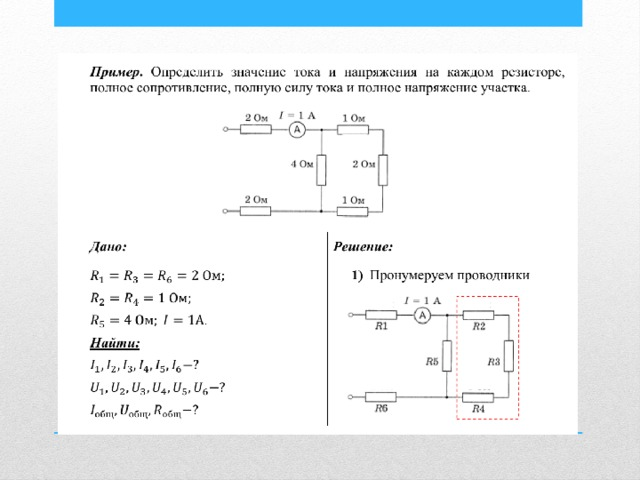 Пример. Определить значение тока и напряжения на каждом резисторе,
полное сопротивление, полную силу тока и полное напряжение участка.
2 Ом I = 1 А 1 Ом
А
4 Ом 2 Ом
2 Ом 1 Ом
Дано:
R₁ = R₃ = R₆ = 2 Ом;
R₂ = R₄ = 1 Ом;
R₅ = 4 Ом; I = 1А.
Найти:
I₁, I₂, I₃, I₄, I₅, I₆−?
U₁, U₂, U₃, U₄, U₅, U₆−?
Iобщ, Uобщ, Rобщ−?
Решение:
1) Пронумеруем проводники
I = 1 А
А
R1 R2
R5 R3
R6 R4